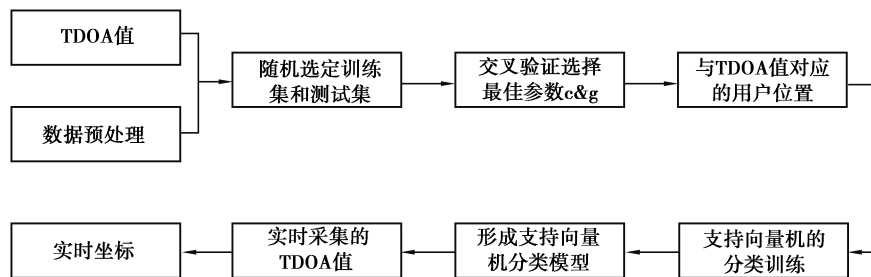 TDOA值
数据预处理
随机选定训练
集和测试集
交叉验证选择
最佳参数c&g
与TDOA值对应
的用户位置
实时坐标
实时采集的
TDOA值
形成支持向量
机分类模型
支持向量机的
分类训练